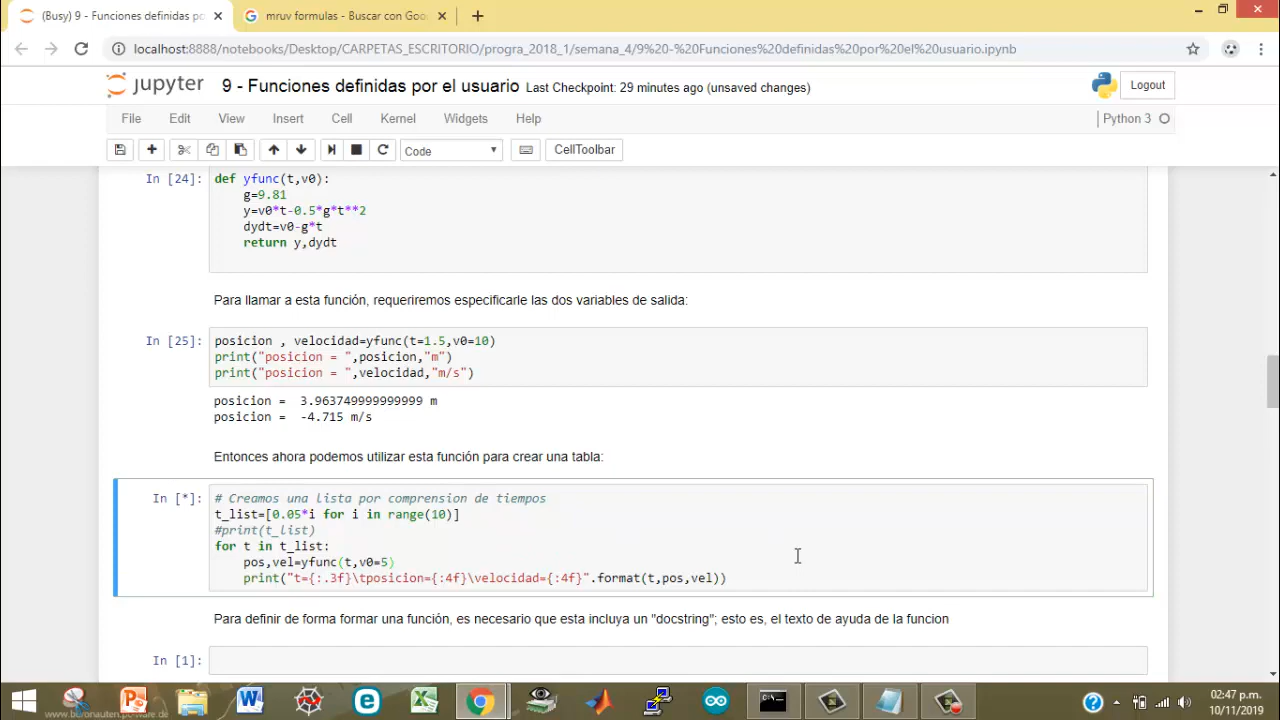 (Busy) 9 - Funciones definidas po
mruv formulas - Buscar con Goo
localhost:8888/notebooks/Desktop/CARPETAS_ESCRITORIO/progra_2018_1/semana_4/9%20-%20Funciones%20definidas%20por%20el%20usuario.ipynb
jupyter 9 - Funciones definidas por el usuario Last Checkpoint: 29 minutes ago (unsaved changes) Logout
File Edit View Insert Cell Kernel Widgets Help Python 3
Code CellToolbar
In [24]: def yfunc(t,v0):
g=9.81
y=v0*t-0.5*g*t**2
dydt=v0-g*t
return y,dydt
Para llamar a esta función, requeriremos especificarle las dos variables de salida:
In [25]: posicion , velocidad=yfunc(t=1.5,v0=10)
print("posicion = ",posicion,"m")
print("posicion = ",velocidad,"m/s")
posicion =  3.963749999999999 m
posicion =  -4.715 m/s
Entonces ahora podemos utilizar esta función para crear una tabla:
In [*]: # Creamos una lista por comprension de tiempos
t_list=[0.05*i for i in range(10)]
#print(t_list)
for t in t_list:
pos,vel=yfunc(t,v0=5)
print("t={:.3f}\tposicion={:4f}\velocidad={:4f}".format(t,pos,vel))
Para definir de forma formar una función, es necesario que esta incluya un "docstring"; esto es, el texto de ayuda de la funcion
In [1]:
02:47 p.m.
10/11/2019